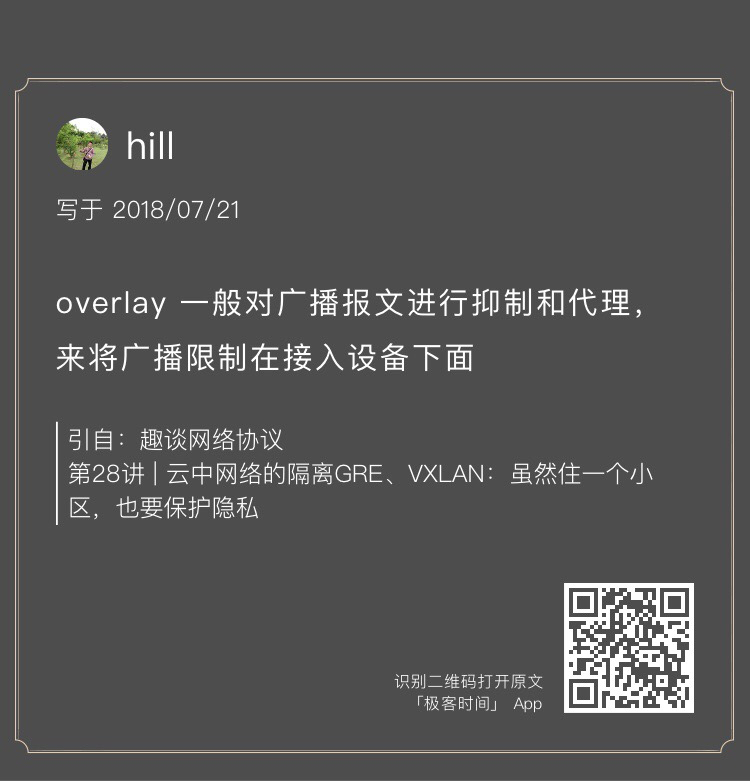 hill
写于 2018/07/21
overlay 一般对广播报文进行抑制和代理，
来将广播限制在接入设备下面
引自：趣谈网络协议
第28讲 | 云中网络的隔离GRE、VXLAN：虽然住一个小
区，也要保护隐私
识别二维码打开原文
「极客时间」 App